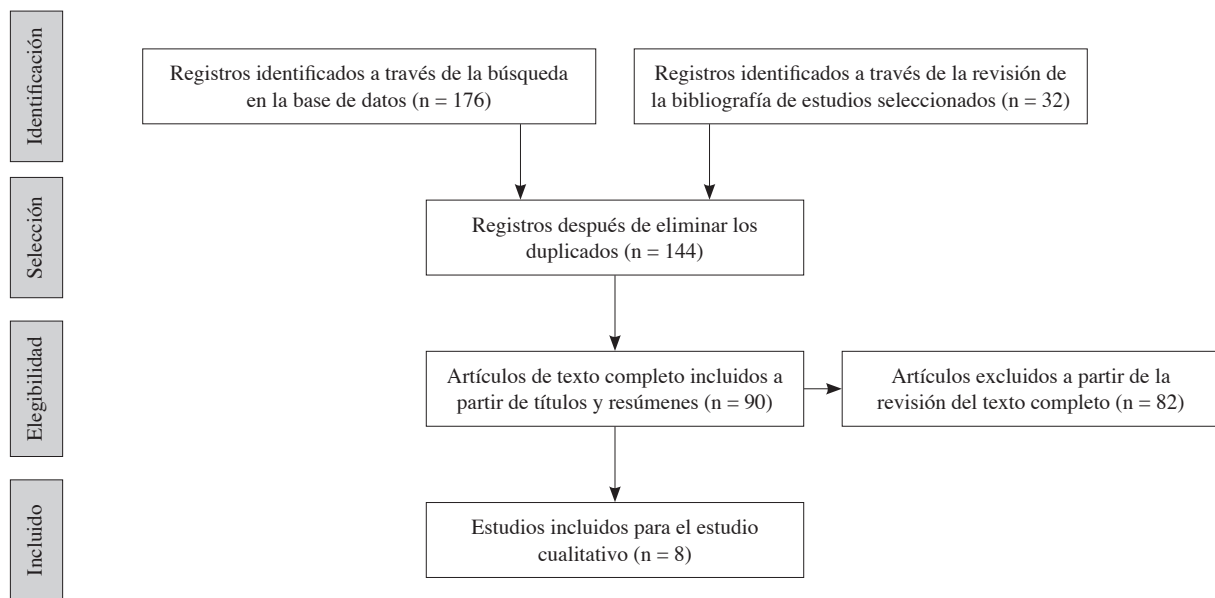 Identificación
Registros identificados a través de la búsqueda
en la base de datos (n = 176)
Registros identificados a través de la revisión de
la bibliografía de estudios seleccionados (n = 32)
Selección
Registros después de eliminar los
duplicados (n = 144)
Elegibilidad
Artículos de texto completo incluidos a
partir de títulos y resúmenes (n = 90)
Artículos excluidos a partir de la
revisión del texto completo (n = 82)
Incluido
Estudios incluidos para el estudio
cualitativo (n = 8)